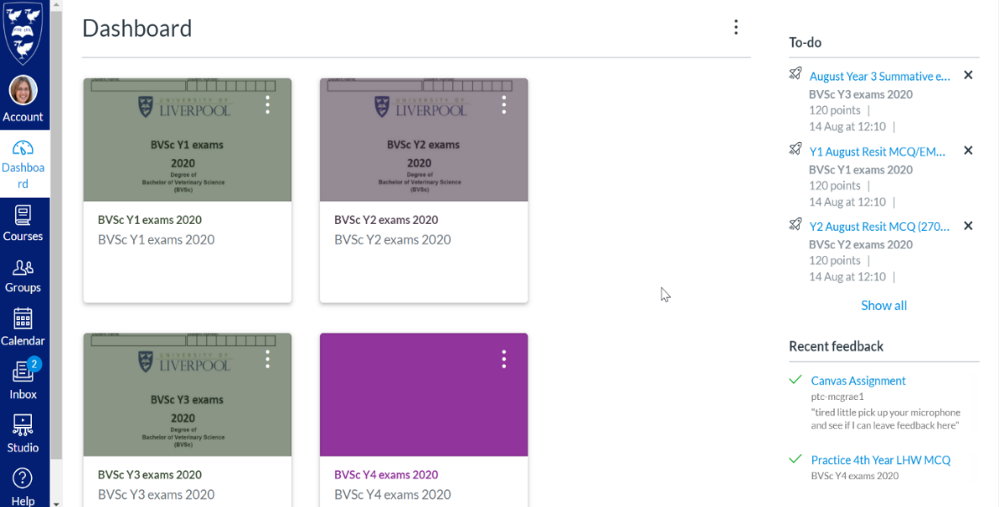 Account
Dashboa
rd
Courses
Groups
Calendar
2
Inbox
Studio
Help
Dashboard
UNIVERSITY OF
LIVERPOOL
BVSc Y1 exams
2020
Degree of
Bachelor of Veterinary Science
(BVSc)
BVSc Y1 exams 2020
BVSc Y1 exams 2020
UNIVERSITY OF
LIVERPOOL
BVSc Y2 exams
2020
Degree of
Bachelor of Veterinary Science
(BVSc)
BVSc Y2 exams 2020
BVSc Y2 exams 2020
UNIVERSITY OF
LIVERPOOL
BVSc Y3 exams
2020
Degree of
Bachelor of Veterinary Science
(BVSc)
BVSc Y3 exams 2020
BVSc Y3 exams 2020
BVSc Y4 exams 2020
BVSc Y4 exams 2020
To-do
August Year 3 Summative e...
BVSc Y3 exams 2020
120 points |
14 Aug at 12:10 |
Y1 August Resit MCQ/EM...
BVSc Y1 exams 2020
120 points |
14 Aug at 12:10 |
Y2 August Resit MCQ (270...
BVSc Y2 exams 2020
120 points |
14 Aug at 12:10 |
Show all
Recent feedback
Canvas Assignment
ptc-mcgrae1
"tired little pick up your microphone
and see if I can leave feedback here"
Practice 4th Year LHW MCQ
BVSc Y4 exams 2020